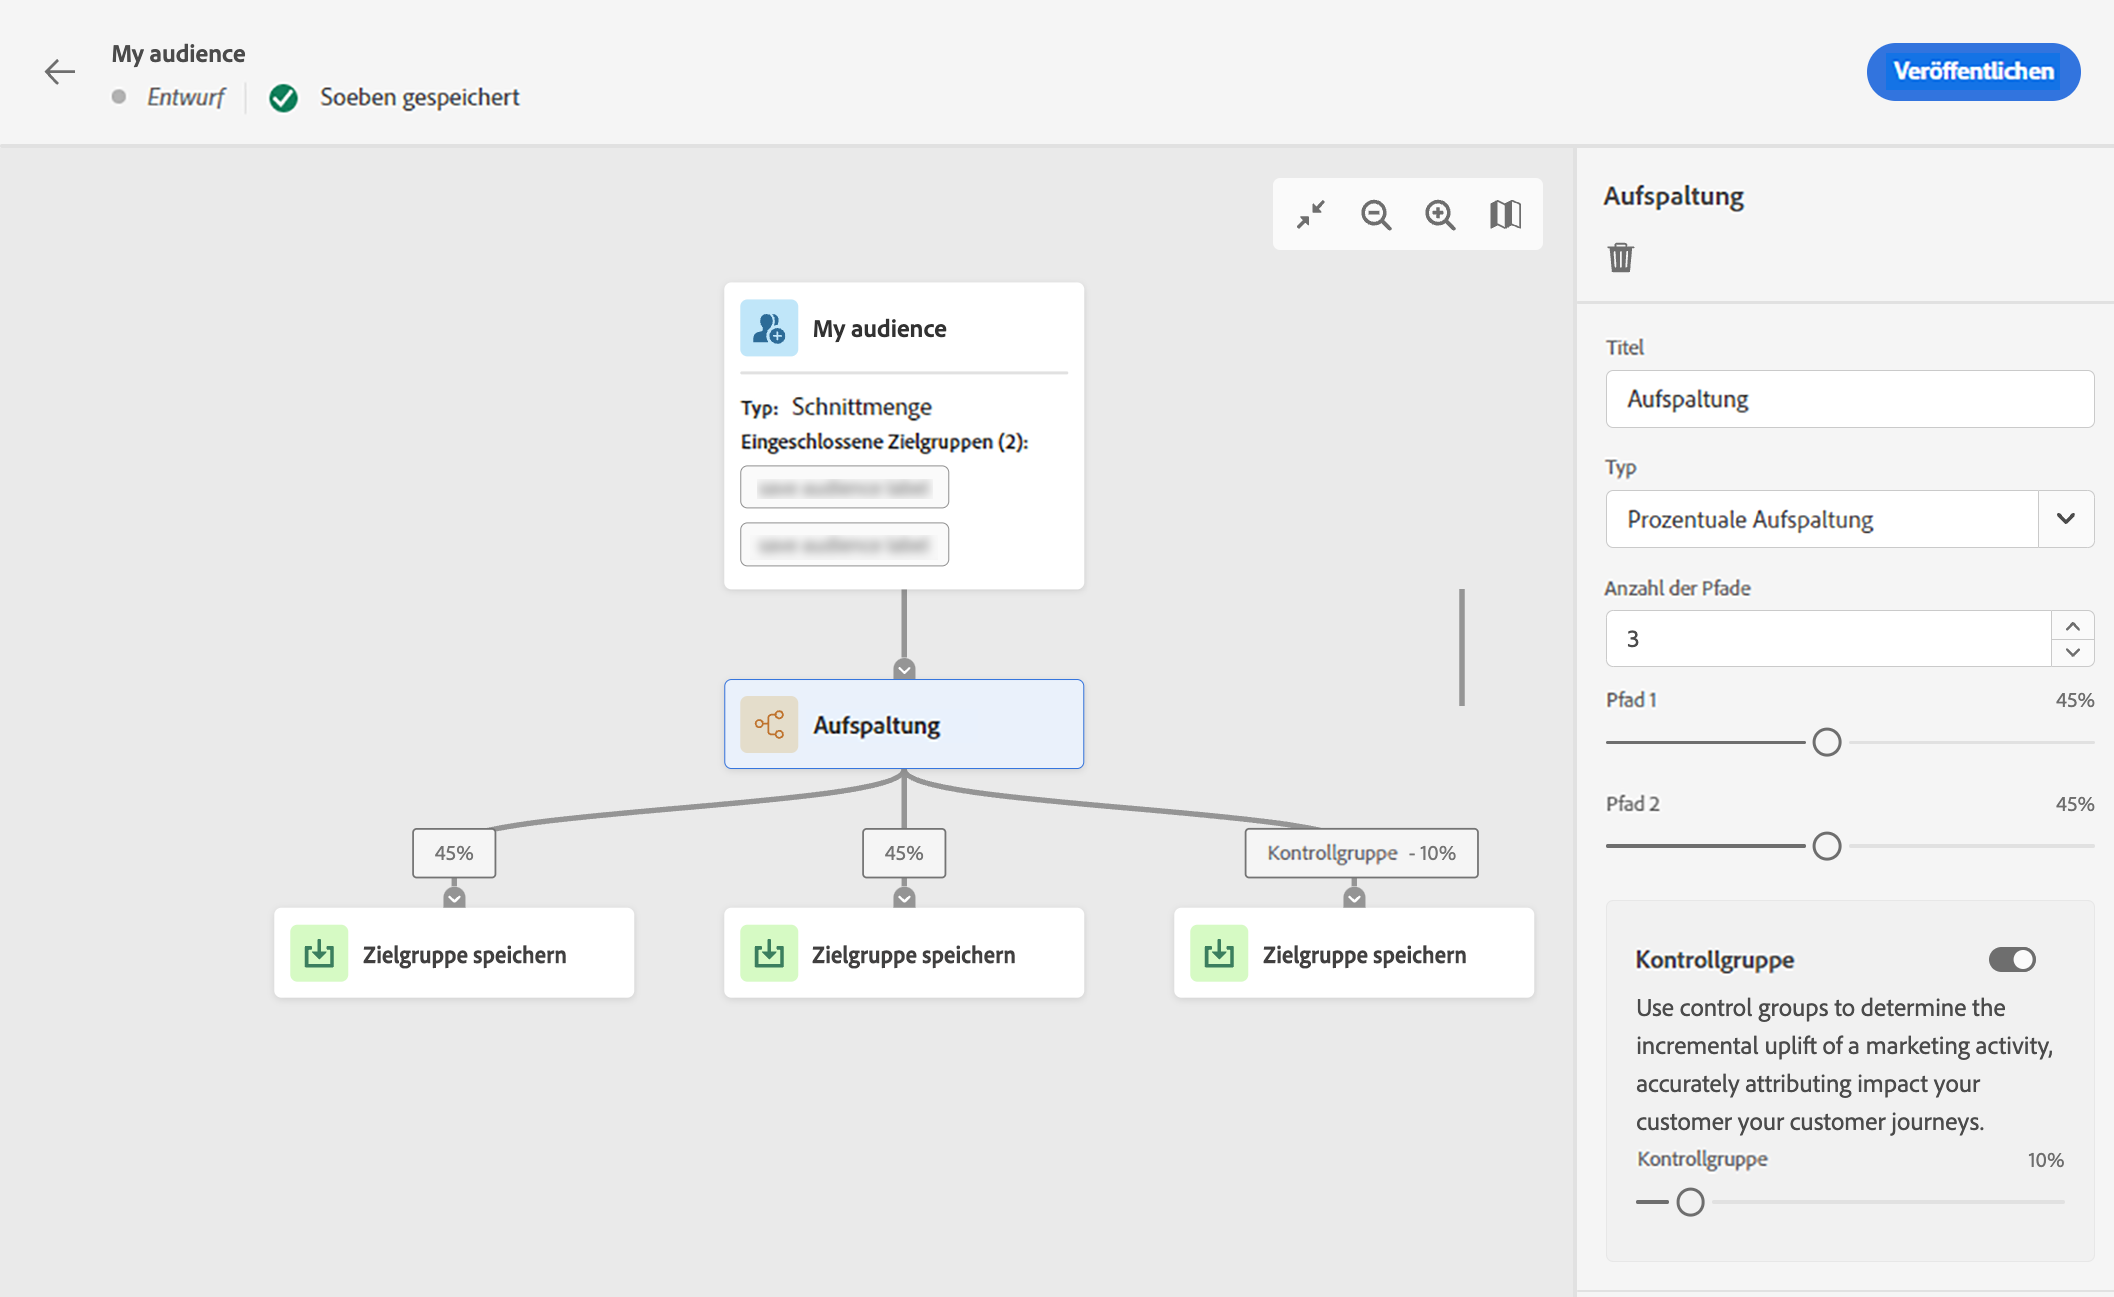 My audience
Entwurf
Soeben gespeichert
Veröffentlichen
My audience
Typ: Schnittmenge
Eingeschlossene Zielgruppen (2):
Aufspaltung
45%
45%
Kontrollgruppe - 10%
Zielgruppe speichern
Zielgruppe speichern
Zielgruppe speichern
Aufspaltung
Titel
Aufspaltung
Typ
Prozentuale Aufspaltung
Anzahl der Pfade
3
Pfad 1 45%
Pfad 2 45%
Kontrollgruppe
Use control groups to determine the
incremental uplift of a marketing activity,
accurately attributing impact your
customer your customer journeys.
Kontrollgruppe 10%